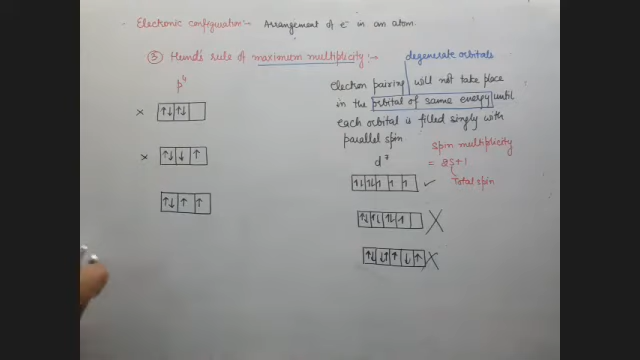 Electronic configuration:- Arrangement of e⁻ in an atom.
③ Hund's rule of maximum multiplicity:-
degenerate orbitals
p⁴
electron pairing will not take place
in the orbital of same energy until
each orbital is filled singly with
parallel spin
× ↑↓ ↑↓
× ↑↓ ↓ ↑
↑↓ ↑ ↑
spin multiplicity
= 2S+1
Total spin
d⁷
↑↓ ↑↓ ↑ ↑ ↑ ✓
↑↓ ↑↓ ↑↓ ↑ ×
↑↓ ↓↑ ↑ ↓ ↑ ×